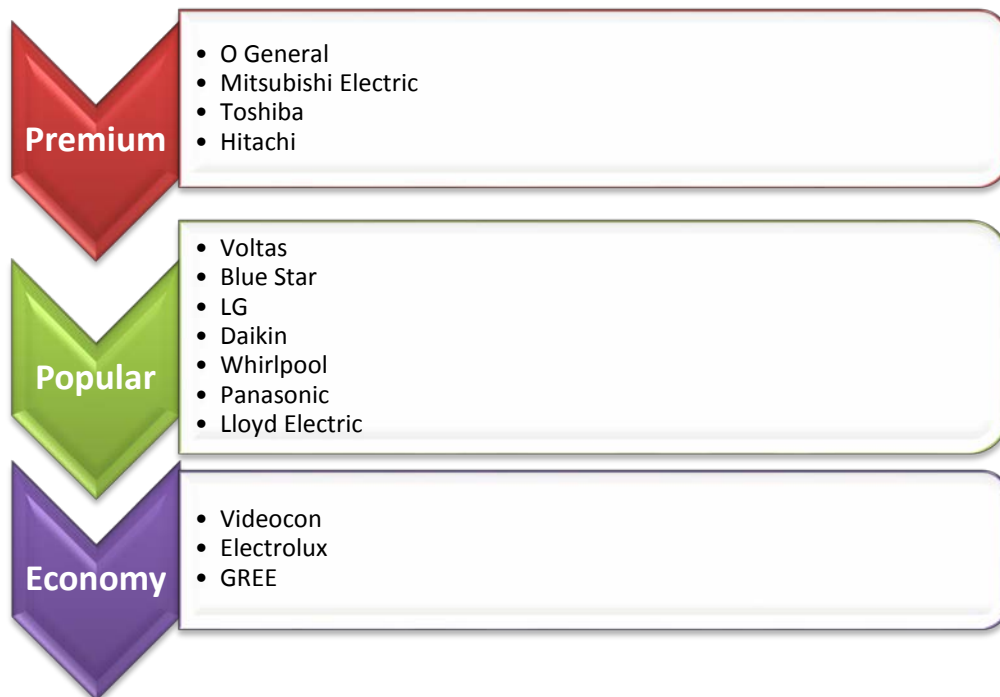 Premium
• O General
• Mitsubishi Electric
• Toshiba
• Hitachi
Popular
• Voltas
• Blue Star
• LG
• Daikin
• Whirlpool
• Panasonic
• Lloyd Electric
Economy
• Videocon
• Electrolux
• GREE